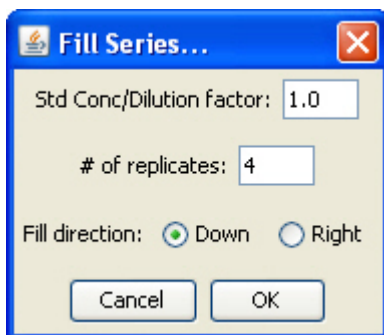 Fill Series...
Std Conc/Dilution factor: 1.0
# of replicates: 4
Fill direction: Down Right
Cancel OK